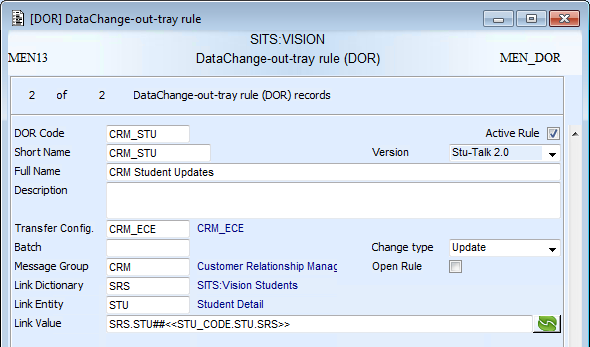 [DOR] DataChange-out-tray rule
SITS:VISION
MEN13 DataChange-out-tray rule (DOR) MEN_DOR
2 of 2 DataChange-out-tray rule (DOR) records
DOR Code CRM_STU Active Rule
Short Name CRM_STU Version Stu-Talk 2.0
Full Name CRM Student Updates
Description
Transfer Config. CRM_ECE CRM_ECE
Batch Change type Update
Message Group CRM Customer Relationship Manag Open Rule
Link Dictionary SRS SITS:Vision Students
Link Entity STU Student Detail
Link Value SRS.STU##<<STU_CODE.STU.SRS>>